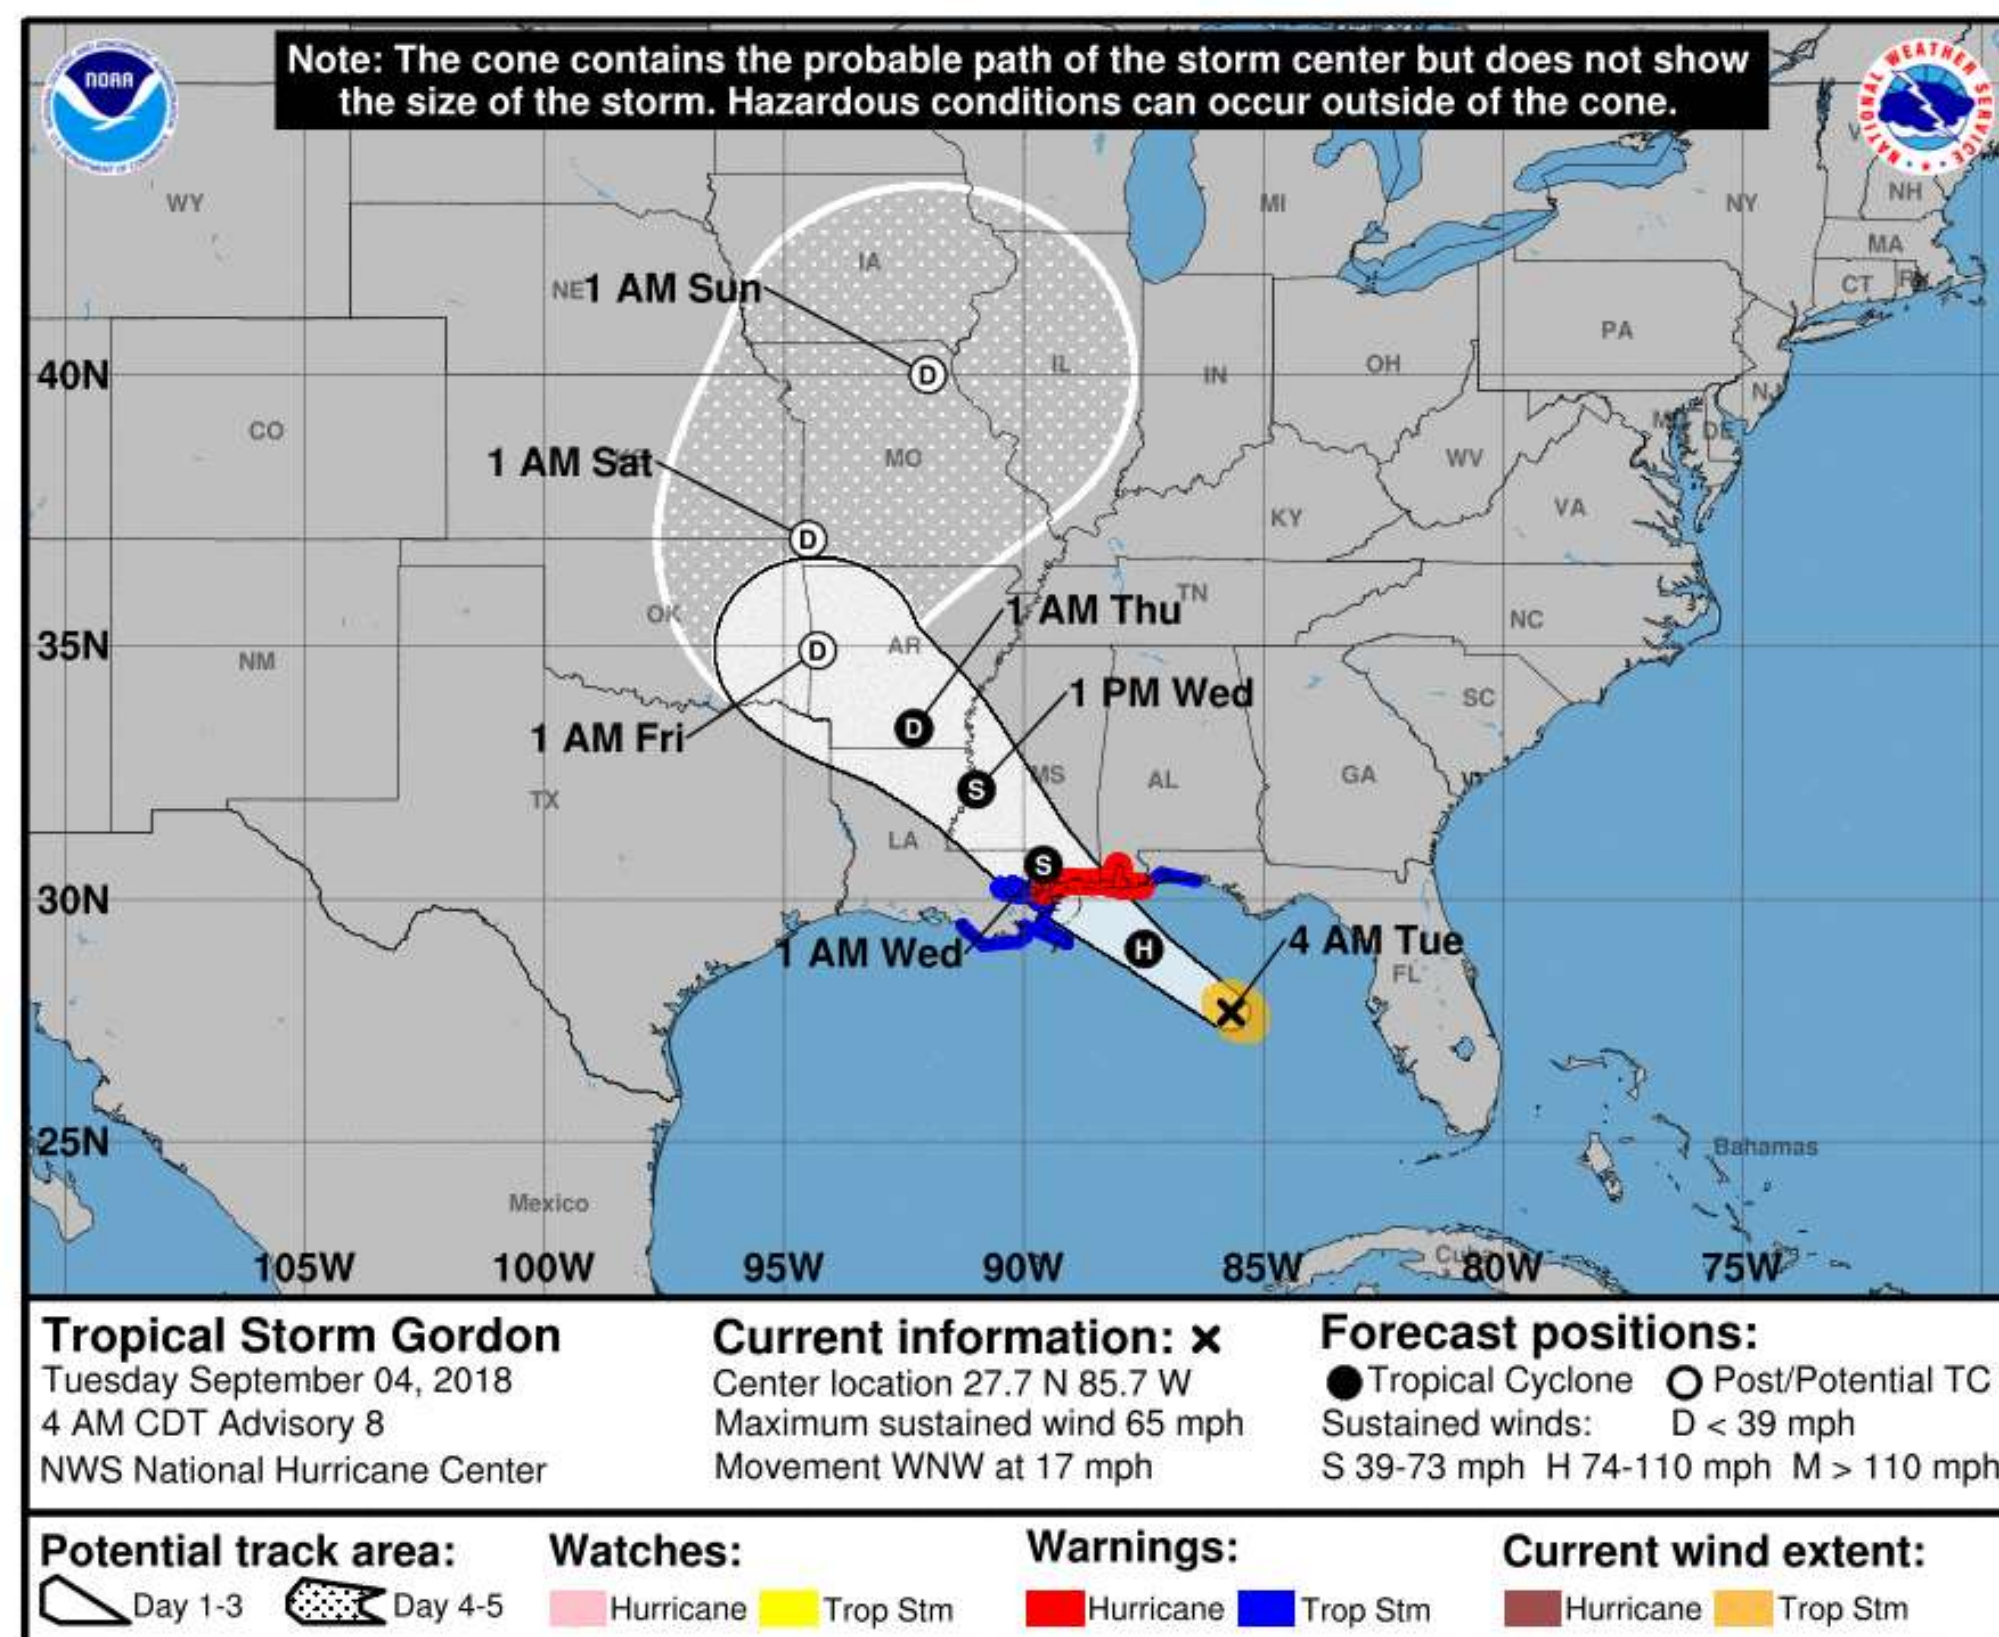 Note: The cone contains the probable path of the storm center but does not show
the size of the storm. Hazardous conditions can occur outside of the cone.
NOAA
NATIONAL WEATHER SERVICE
WY
MI
NY
NH
MA
CT
IA
NE
1 AM Sun
PA
IL
IN
OH
NJ
40N
CO
DE
1 AM Sat
MO
WV
VA
KY
D
D
OK
1 AM Thu
TN
NC
35N
NM
D
AR
1 PM Wed
SC
1 AM Fri
D
TX
S
MS
AL
GA
LA
S
30N
1 AM Wed
H
4 AM Tue
FL
25N
Bahamas
Mexico
Cuba
105W
100W
95W
90W
85W
80W
75W
Tropical Storm Gordon
Tuesday September 04, 2018
4 AM CDT Advisory 8
NWS National Hurricane Center
Current information: ×
Center location 27.7 N 85.7 W
Maximum sustained wind 65 mph
Movement WNW at 17 mph
Forecast positions:
Tropical Cyclone Post/Potential TC
Sustained winds: D < 39 mph
S 39-73 mph H 74-110 mph M > 110 mph
Potential track area:
Day 1-3 Day 4-5
Watches:
Hurricane Trop Stm
Warnings:
Hurricane Trop Stm
Current wind extent:
Hurricane Trop Stm